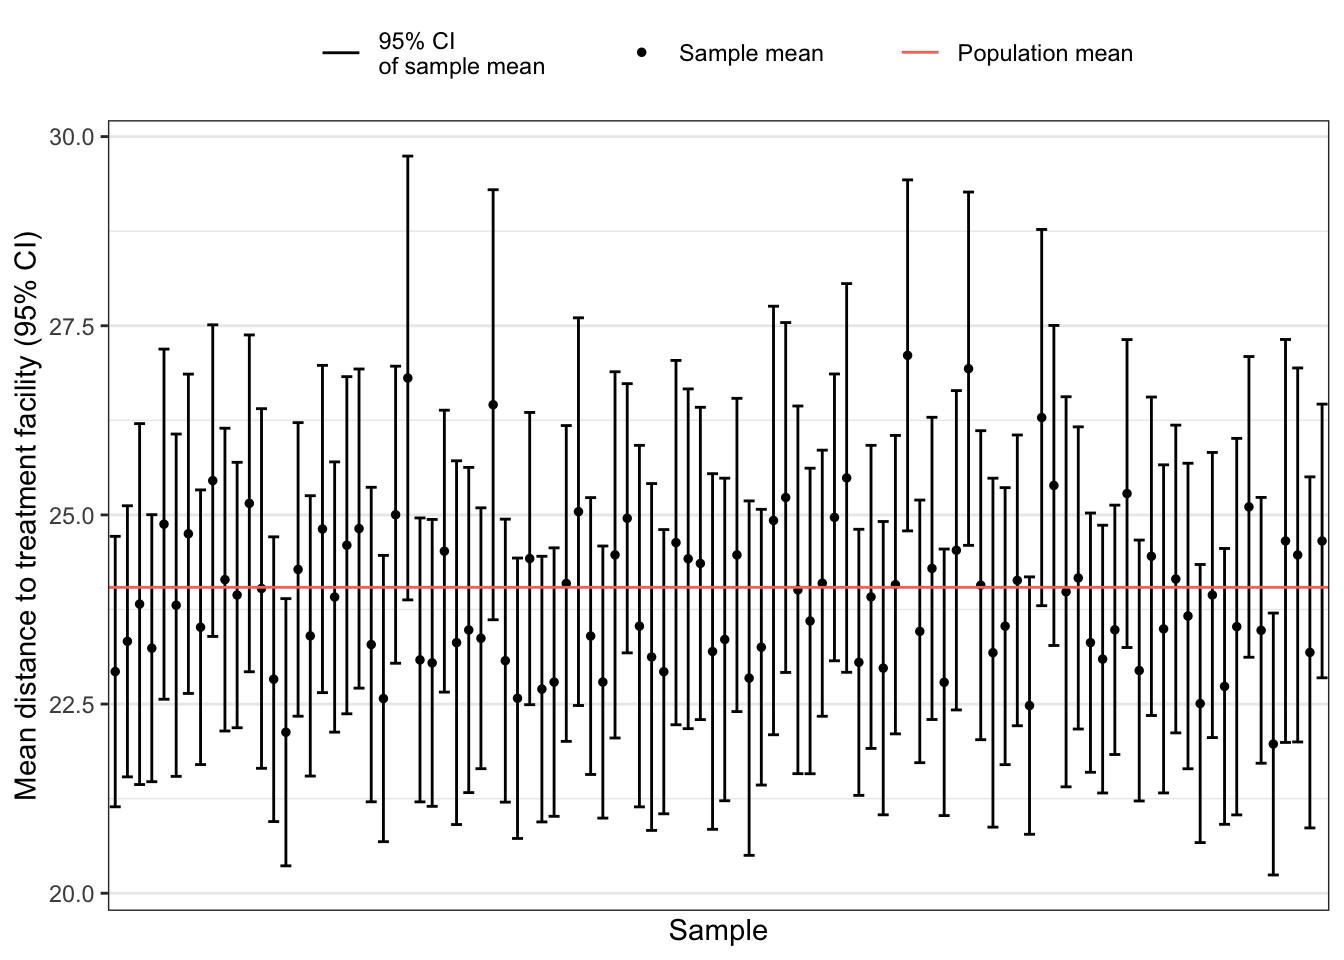 95% CI
of sample mean
Sample mean
Population mean
Mean distance to treatment facility (95% CI)
30.0
27.5
25.0
22.5
20.0
Sample